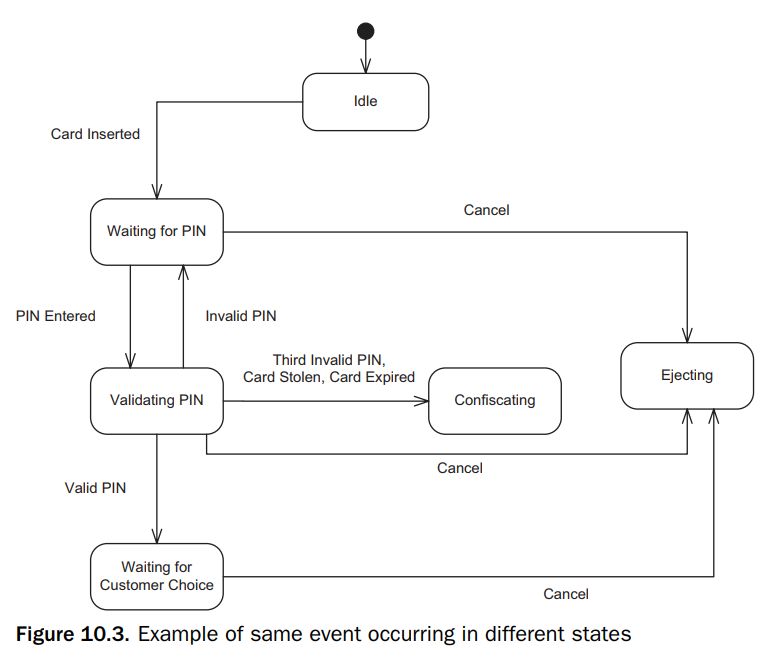 Idle
Card Inserted
Waiting for PIN
Cancel
PIN Entered
Invalid PIN
Third Invalid PIN,
Card Stolen, Card Expired
Ejecting
Validating PIN
Confiscating
Cancel
Valid PIN
Waiting for
Customer Choice
Cancel
Figure 10.3. Example of same event occurring in different states